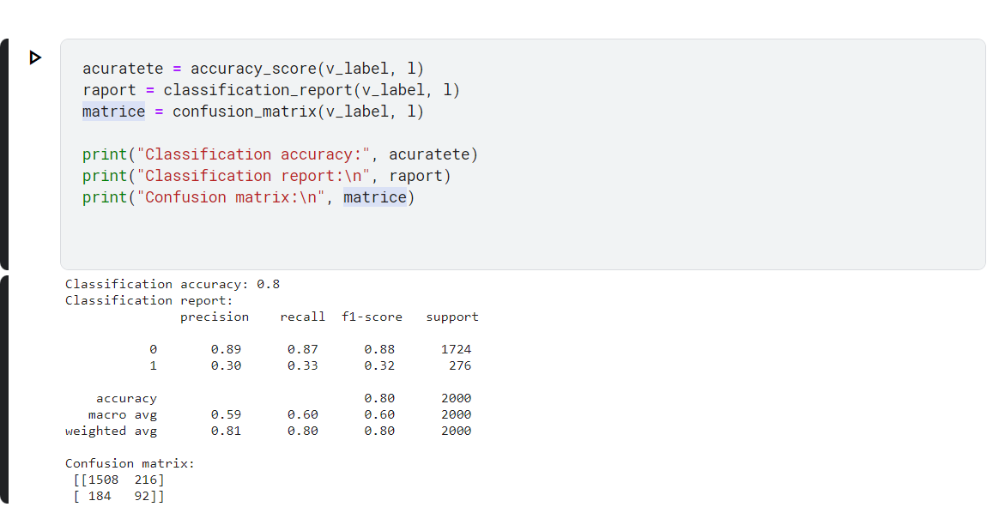 acuratete = accuracy_score(v_label, l)
raport = classification_report(v_label, l)
matrice = confusion_matrix(v_label, l)
print("Classification accuracy:", acuratete)
print("Classification report:\n", raport)
print("Confusion matrix:\n", matrice)
Classification accuracy: 0.8
Classification report:
precision recall f1-score support
0 0.89 0.87 0.88 1724
1 0.30 0.33 0.32 276
accuracy 0.80 2000
macro avg 0.59 0.60 0.60 2000
weighted avg 0.81 0.80 0.80 2000
Confusion matrix:
[[1508 216]
[ 184 92]]